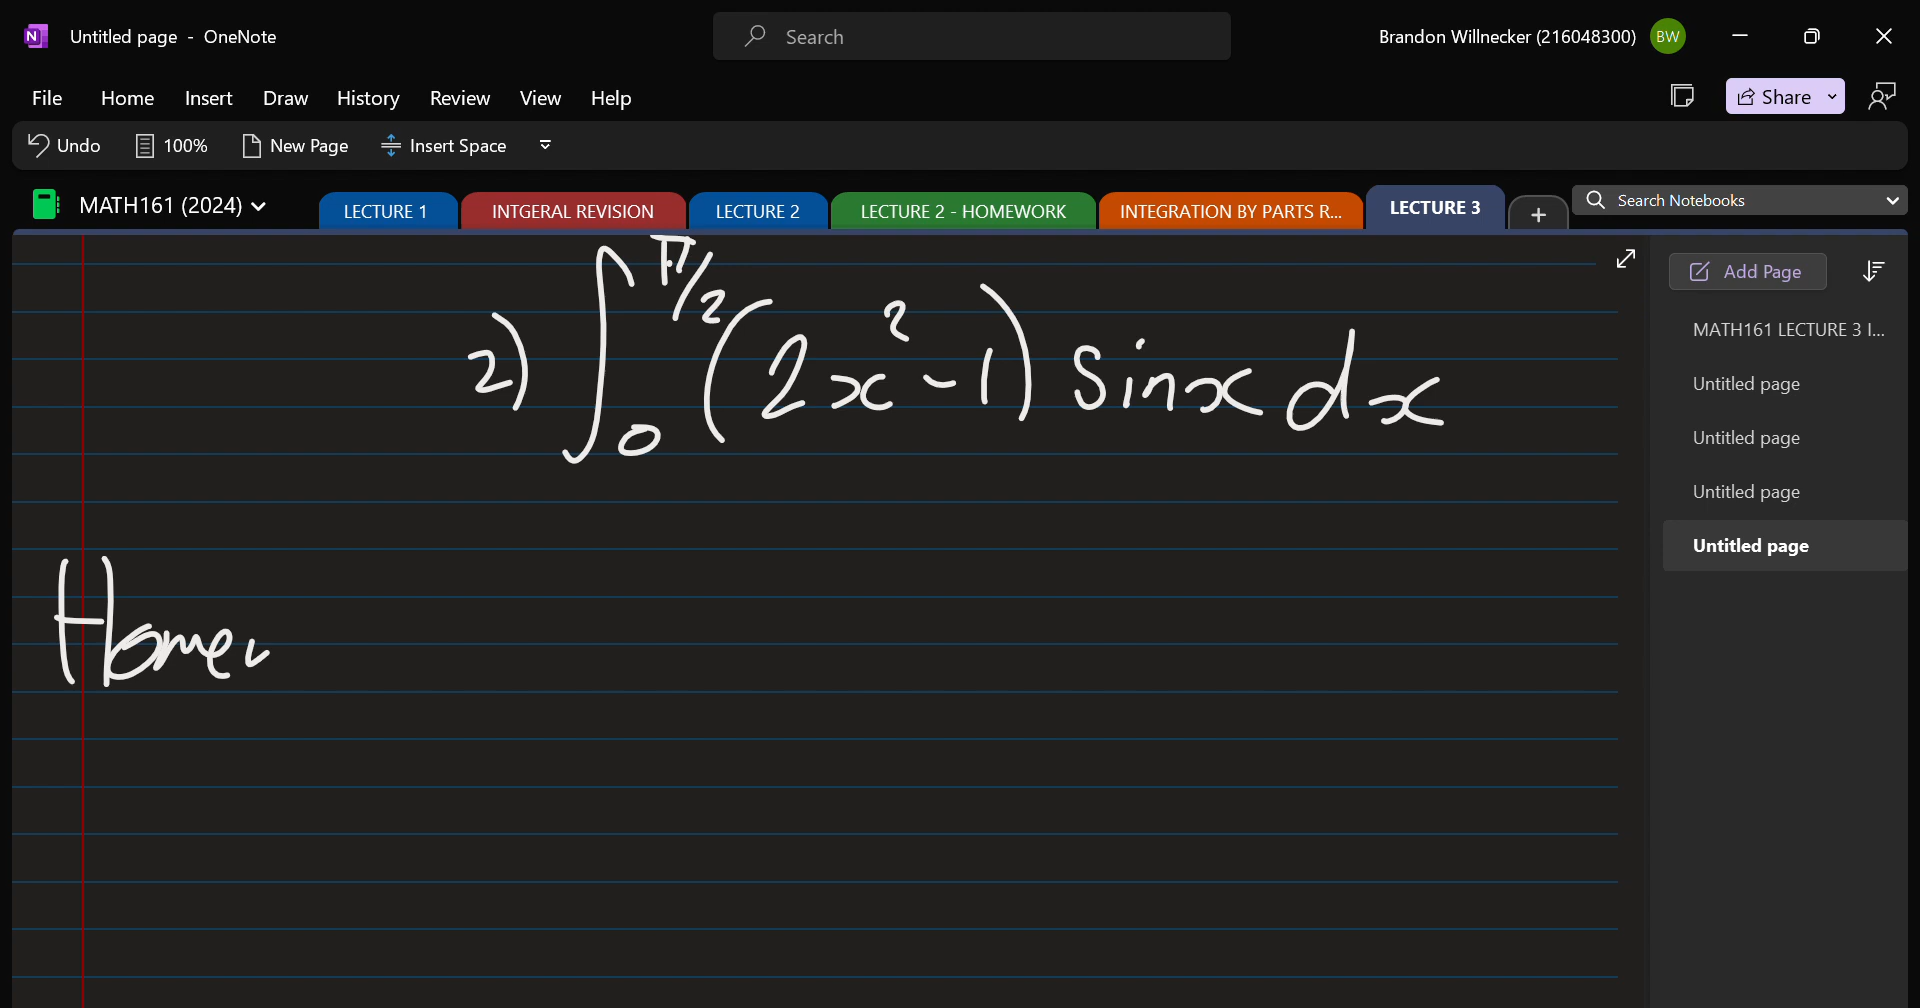 Untitled page - OneNote
Search
Brandon Willnecker (216048300) BW
File Home Insert Draw History Review View Help
Share
Undo 100% New Page Insert Space
MATH161 (2024) LECTURE 1 INTGERAL REVISION LECTURE 2 LECTURE 2 - HOMEWORK INTEGRATION BY PARTS R... LECTURE 3 + Search Notebooks
Add Page
MATH161 LECTURE 3 I...
Untitled page
Untitled page
Untitled page
Untitled page
2) ∫₀^π/2 (2x² - 1) sin x dx
Home